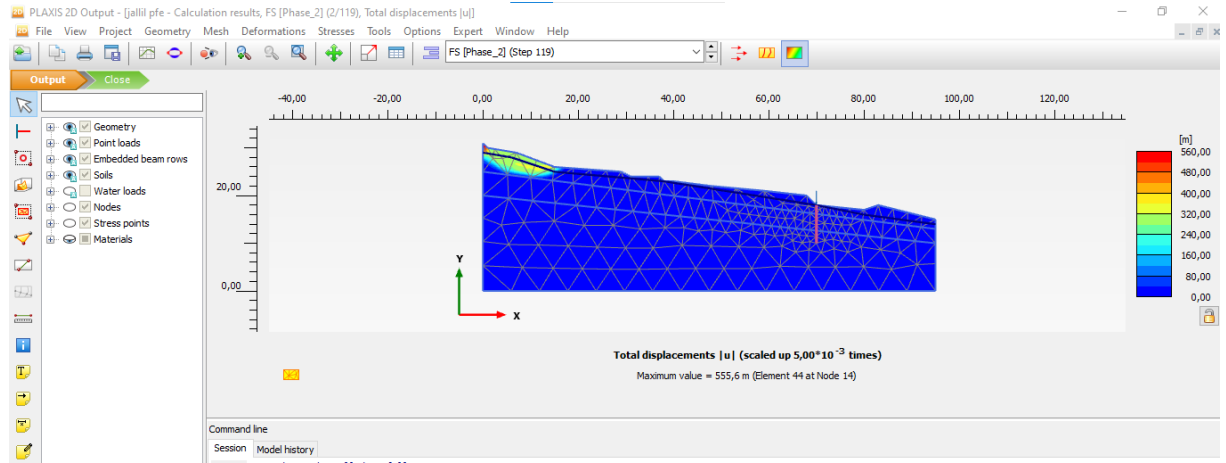 PLAXIS 2D Output - [jallil pfe - Calculation results, FS [Phase_2] (2/119), Total displacements |u|]
File View Project Geometry Mesh Deformations Stresses Tools Options Expert Window Help
FS [Phase_2] (Step 119)
Output Close
-40,00 -20,00 0,00 20,00 40,00 60,00 80,00 100,00 120,00
Geometry
Point loads
Embedded beam rows
Soils
Water loads
Nodes
Stress points
Materials
20,00
0,00
Y
X
[m]
560,00
480,00
400,00
320,00
240,00
160,00
80,00
0,00
Total displacements |u| (scaled up 5,00*10-3 times)
Maximum value = 555,6 m (Element 44 at Node 14)
Command line
Session Model history